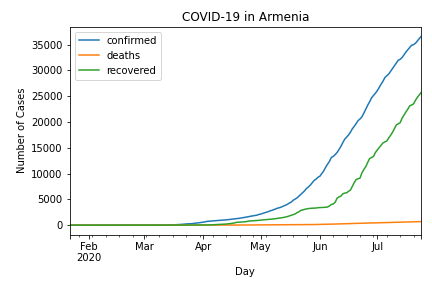 COVID-19 in Armenia
confirmed
deaths
recovered
Number of Cases
35000
30000
25000
20000
15000
10000
5000
0
Feb Mar Apr May Jun Jul
2020
Day